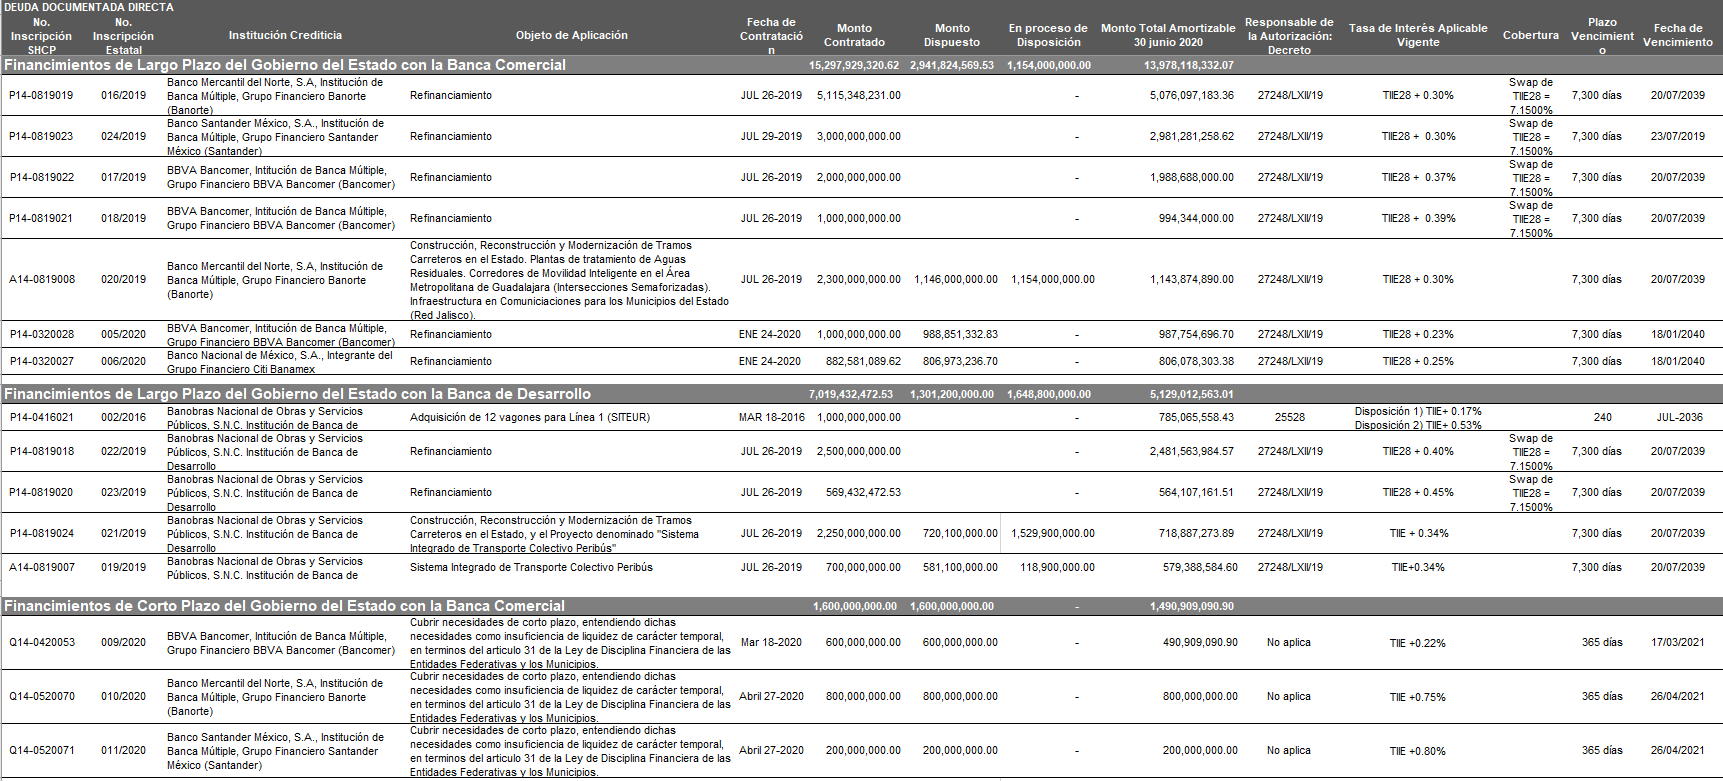 DEUDA DOCUMENTADA DIRECTA
No. Inscripción SHCP | No. Inscripción Estatal | Institución Crediticia | Objeto de Aplicación | Fecha de Contratació n | Monto Contratado | Monto Dispuesto | En proceso de Disposición | Monto Total Amortizable 30 junio 2020 | Responsable de la Autorización: Decreto | Tasa de Interés Aplicable Vigente | Cobertura | Plazo Vencimient o | Fecha de Vencimiento
Financimientos de Largo Plazo del Gobierno del Estado con la Banca Comercial 15,297,929,320.62 2,941,824,569.53 1,154,000,000.00 13,978,118,332.07
P14-0819019 016/2019 Banco Mercantil del Norte, S.A, Institución de Banca Múltiple, Grupo Financiero Banorte (Banorte) Refinanciamiento JUL 26-2019 5,115,348,231.00 - 5,076,097,183.36 27248/LXII/19 TIIE28 + 0.30% Swap de TIIE28 = 7.1500% 7,300 días 20/07/2039
P14-0819023 024/2019 Banco Santander México, S.A., Institución de Banca Múltiple, Grupo Financiero Santander México (Santander) Refinanciamiento JUL 29-2019 3,000,000,000.00 - 2,981,281,258.62 27248/LXII/19 TIIE28 + 0.30% Swap de TIIE28 = 7.1500% 7,300 días 23/07/2019
P14-0819022 017/2019 BBVA Bancomer, Intitución de Banca Múltiple, Grupo Financiero BBVA Bancomer (Bancomer) Refinanciamiento JUL 26-2019 2,000,000,000.00 - 1,988,688,000.00 27248/LXII/19 TIIE28 + 0.37% Swap de TIIE28 = 7.1500% 7,300 días 20/07/2039
P14-0819021 018/2019 BBVA Bancomer, Intitución de Banca Múltiple, Grupo Financiero BBVA Bancomer (Bancomer) Refinanciamiento JUL 26-2019 1,000,000,000.00 - 994,344,000.00 27248/LXII/19 TIIE28 + 0.39% Swap de TIIE28 = 7.1500% 7,300 días 20/07/2039
A14-0819008 020/2019 Banco Mercantil del Norte, S.A, Institución de Banca Múltiple, Grupo Financiero Banorte (Banorte) Construcción, Reconstrucción y Modernización de Tramos Carreteros en el Estado. Plantas de tratamiento de Aguas Residuales. Corredores de Movilidad Inteligente en el Área Metropolitana de Guadalajara (Intersecciones Semaforizadas). Infraestructura en Comuniciaciones para los Municipios del Estado (Red Jalisco). JUL 26-2019 2,300,000,000.00 1,146,000,000.00 1,154,000,000.00 1,143,874,890.00 27248/LXII/19 TIIE28 + 0.30% 7,300 días 20/07/2039
P14-0320028 005/2020 BBVA Bancomer, Intitución de Banca Múltiple, Grupo Financiero BBVA Bancomer (Bancomer) Refinanciamiento ENE 24-2020 1,000,000,000.00 988,851,332.83 - 987,754,696.70 27248/LXII/19 TIIE28 + 0.23% 7,300 días 18/01/2040
P14-0320027 006/2020 Banco Nacional de México, S.A., Integrante del Grupo Financiero Citi Banamex Refinanciamiento ENE 24-2020 882,581,089.62 806,973,236.70 - 806,078,303.38 27248/LXII/19 TIIE28 + 0.25% 7,300 días 18/01/2040
Financimientos de Largo Plazo del Gobierno del Estado con la Banca de Desarrollo 7,019,432,472.53 1,301,200,000.00 1,648,800,000.00 5,129,012,563.01
P14-0416021 002/2016 Banobras Nacional de Obras y Servicios Públicos, S.N.C. Institución de Banca de Adquisición de 12 vagones para Línea 1 (SITEUR) MAR 18-2016 1,000,000,000.00 - 785,065,558.43 25528 Disposición 1) TIIE+ 0.17% Disposición 2) TIIE+ 0.53% 240 JUL-2036
P14-0819018 022/2019 Banobras Nacional de Obras y Servicios Públicos, S.N.C. Institución de Banca de Desarrollo Refinanciamiento JUL 26-2019 2,500,000,000.00 - 2,481,563,984.57 27248/LXII/19 TIIE28 + 0.40% Swap de TIIE28 = 7.1500% 7,300 días 20/07/2039
P14-0819020 023/2019 Banobras Nacional de Obras y Servicios Públicos, S.N.C. Institución de Banca de Desarrollo Refinanciamiento JUL 26-2019 569,432,472.53 - 564,107,161.51 27248/LXII/19 TIIE28 + 0.45% Swap de TIIE28 = 7.1500% 7,300 días 20/07/2039
P14-0819024 021/2019 Banobras Nacional de Obras y Servicios Públicos, S.N.C. Institución de Banca de Desarrollo Construcción, Reconstrucción y Modernización de Tramos Carreteros en el Estado, y el Proyecto denominado "Sistema Integrado de Transporte Colectivo Peribús" JUL 26-2019 2,250,000,000.00 720,100,000.00 1,529,900,000.00 718,887,273.89 27248/LXII/19 TIIE + 0.34% 7,300 días 20/07/2039
A14-0819007 019/2019 Banobras Nacional de Obras y Servicios Públicos, S.N.C. Institución de Banca de Sistema Integrado de Transporte Colectivo Peribús JUL 26-2019 700,000,000.00 581,100,000.00 118,900,000.00 579,388,584.60 27248/LXII/19 TIIE+0.34% 7,300 días 20/07/2039
Financimientos de Corto Plazo del Gobierno del Estado con la Banca Comercial 1,600,000,000.00 1,600,000,000.00 - 1,490,909,090.90
Q14-0420053 009/2020 BBVA Bancomer, Intitución de Banca Múltiple, Grupo Financiero BBVA Bancomer (Bancomer) Cubrir necesidades de corto plazo, entendiendo dichas necesidades como insuficiencia de liquidez de carácter temporal, en terminos del articulo 31 de la Ley de Disciplina Financiera de las Entidades Federativas y los Municipios. Mar 18-2020 600,000,000.00 600,000,000.00 - 490,909,090.90 No aplica TIIE +0.22% 365 días 17/03/2021
Q14-0520070 010/2020 Banco Mercantil del Norte, S.A, Institución de Banca Múltiple, Grupo Financiero Banorte (Banorte) Cubrir necesidades de corto plazo, entendiendo dichas necesidades como insuficiencia de liquidez de carácter temporal, en terminos del articulo 31 de la Ley de Disciplina Financiera de las Entidades Federativas y los Municipios. Abril 27-2020 800,000,000.00 800,000,000.00 - 800,000,000.00 No aplica TIIE +0.75% 365 días 26/04/2021
Q14-0520071 011/2020 Banco Santander México, S.A., Institución de Banca Múltiple, Grupo Financiero Santander México (Santander) Cubrir necesidades de corto plazo, entendiendo dichas necesidades como insuficiencia de liquidez de carácter temporal, en terminos del articulo 31 de la Ley de Disciplina Financiera de las Entidades Federativas y los Municipios. Abril 27-2020 200,000,000.00 200,000,000.00 - 200,000,000.00 No aplica TIIE +0.80% 365 días 26/04/2021